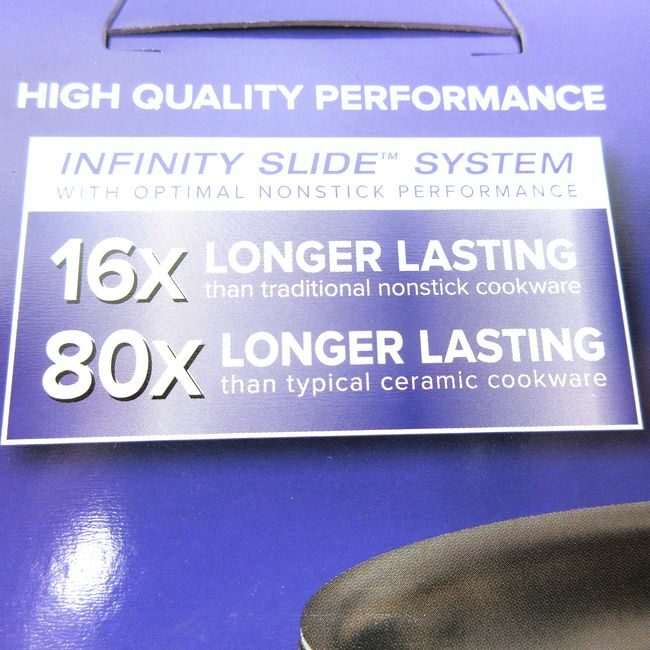 HIGH QUALITY PERFORMANCE
INFINITY SLIDE™ SYSTEM
WITH OPTIMAL NONSTICK PERFORMANCE
16X LONGER LASTING
than traditional nonstick cookware
80X LONGER LASTING
than typical ceramic cookware